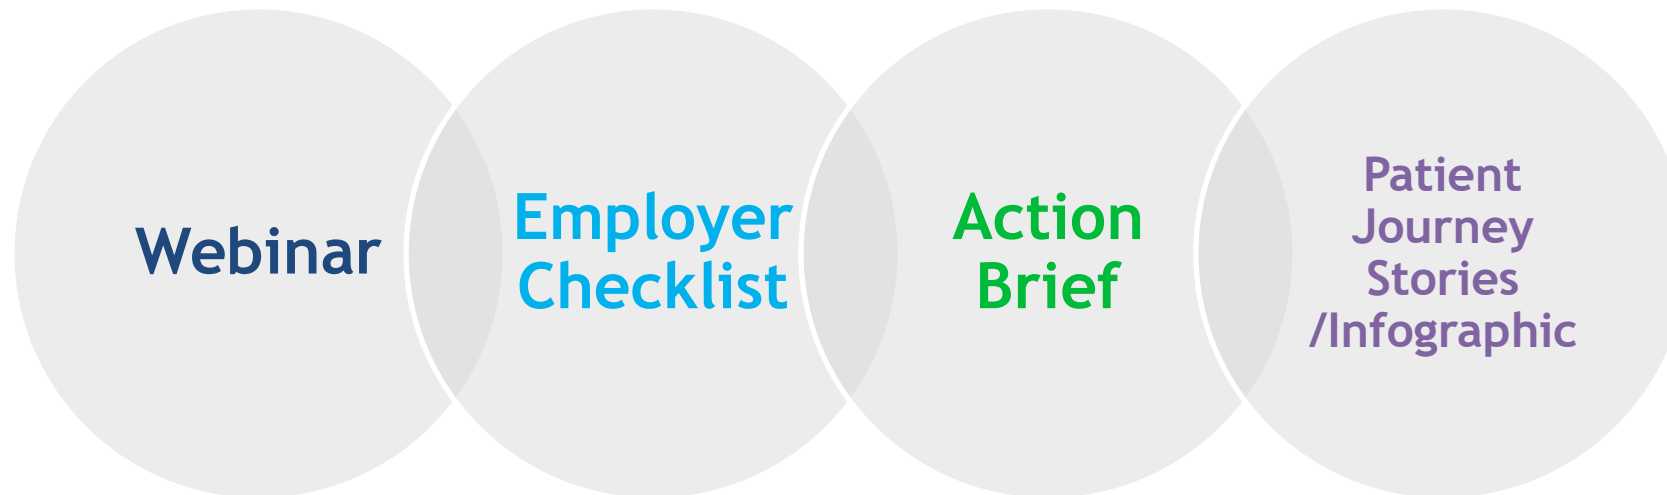 Webinar
Employer
Checklist
Action
Brief
Patient
Journey
Stories
/Infographic